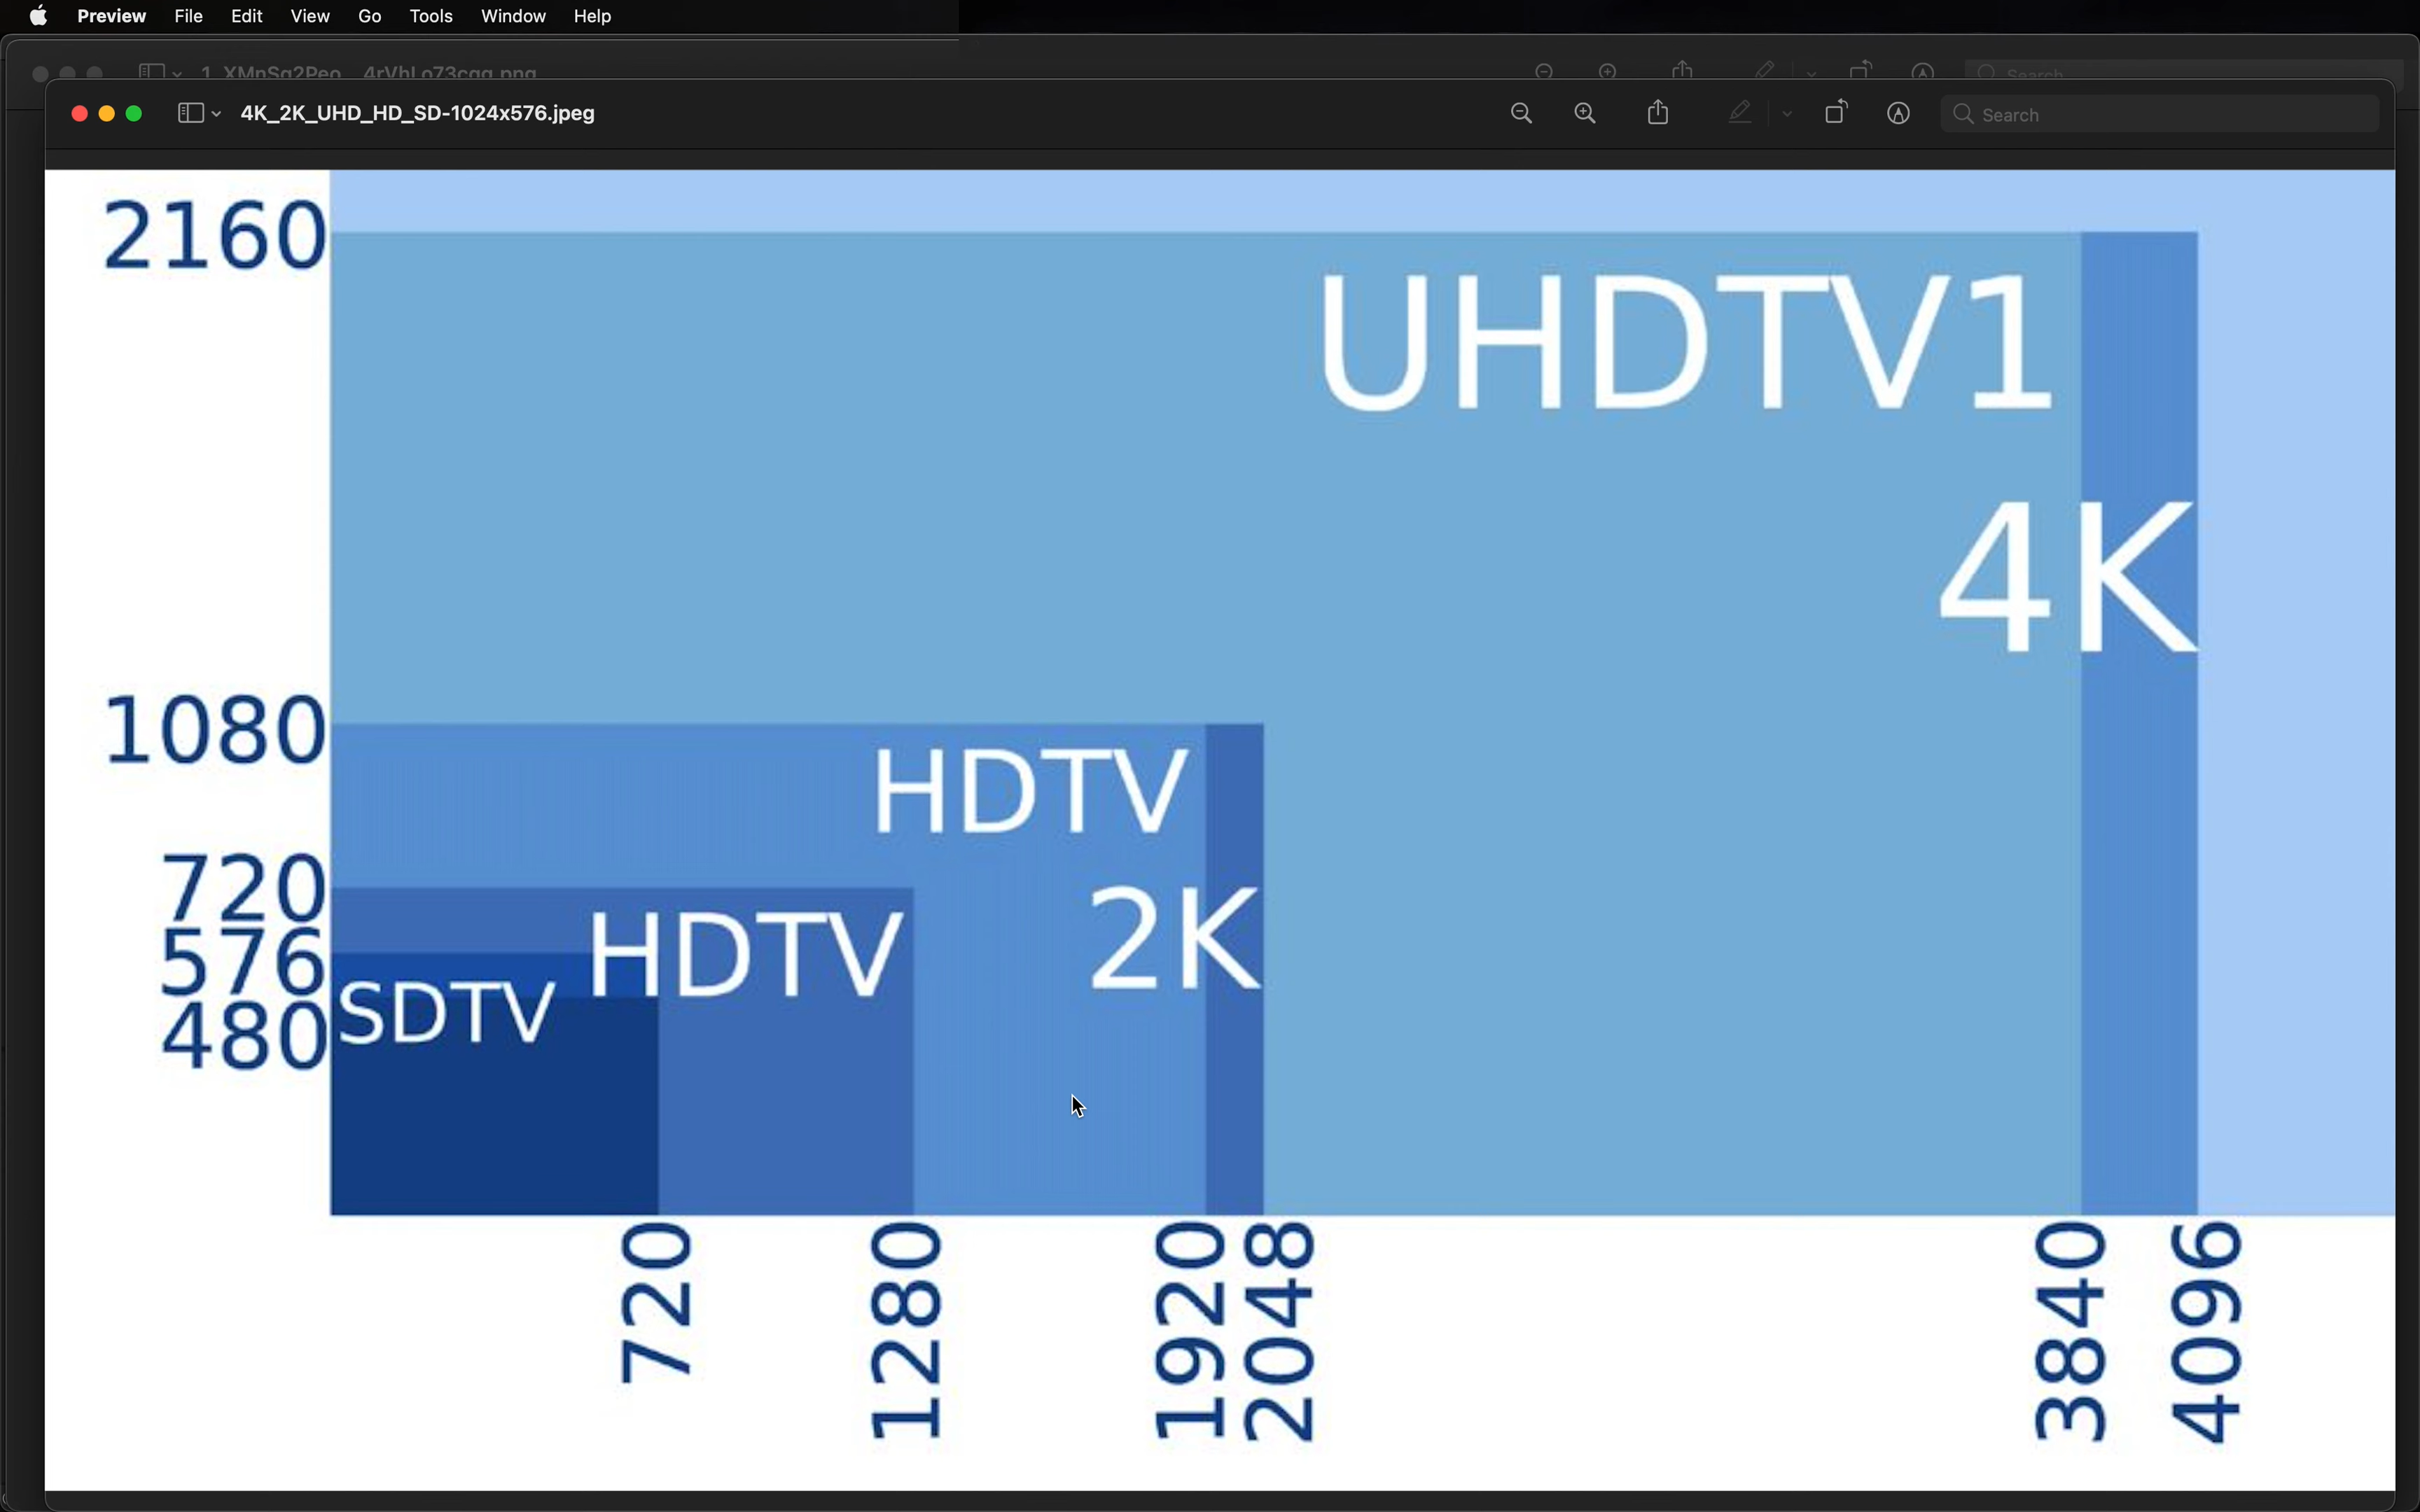 Preview File Edit View Go Tools Window Help
Search
4K_2K_UHD_HD_SD-1024x576.jpeg
Search
2160
UHDTV1
4K
1080
HDTV
720
2K
HDTV
576
SDTV
480
720
1280
1920
2048
3840
4096